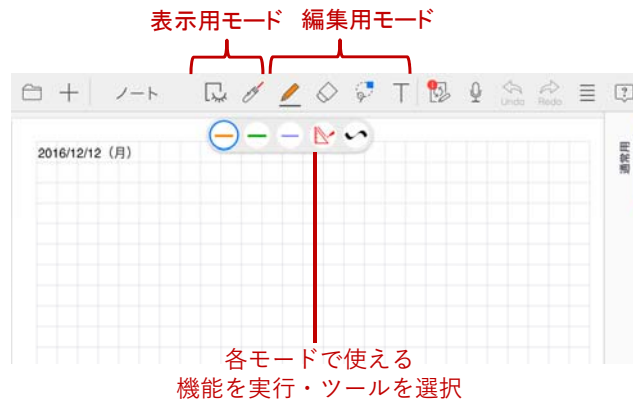 表示用モード 編集用モード
ノート
Undo Redo
?
2016/12/12（月）
通常用
各モードで使える
機能を実行・ツールを選択